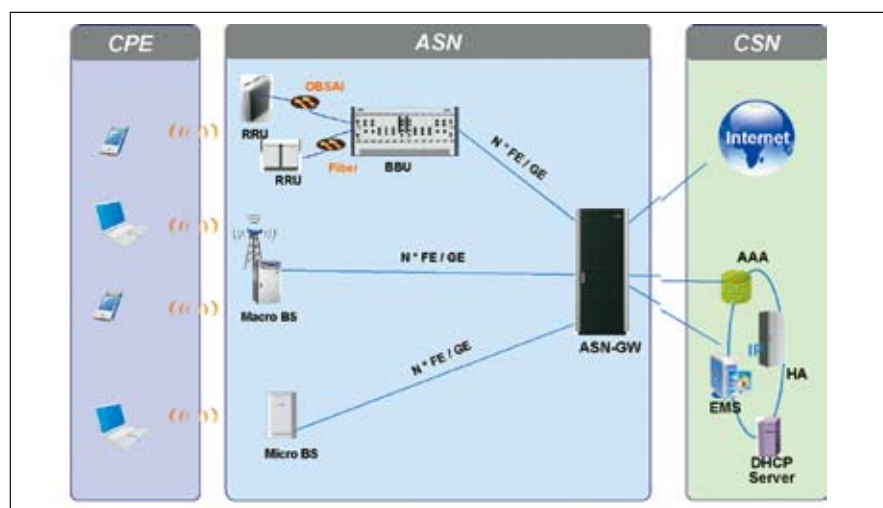 CPE
ASN
CSN
OBSAI
RRU
Fiber
RRU
BBU
N * FE / GE
Internet
N * FE / GE
Macro BS
ASN-GW
AAA
IP
HA
EMS
N * FE / GE
Micro BS
DHCP
Server